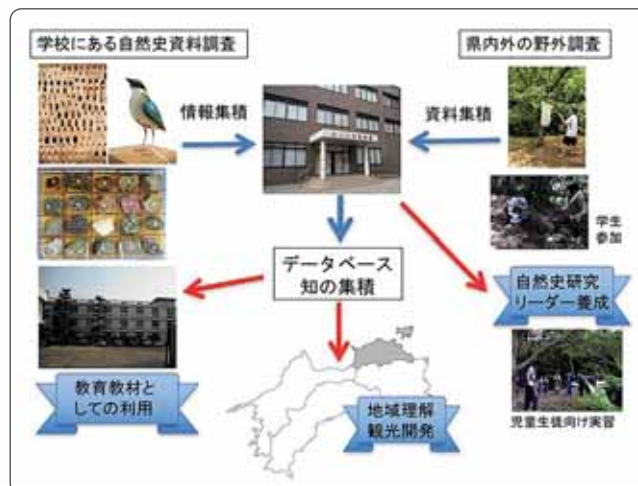 学校にある自然史資料調査
県内外の野外調査
情報集積
資料集積
学生
参加
データベース
知の集積
自然史研究
リーダー養成
教育教材と
しての利用
地域理解
観光開発
児童生徒向け実習